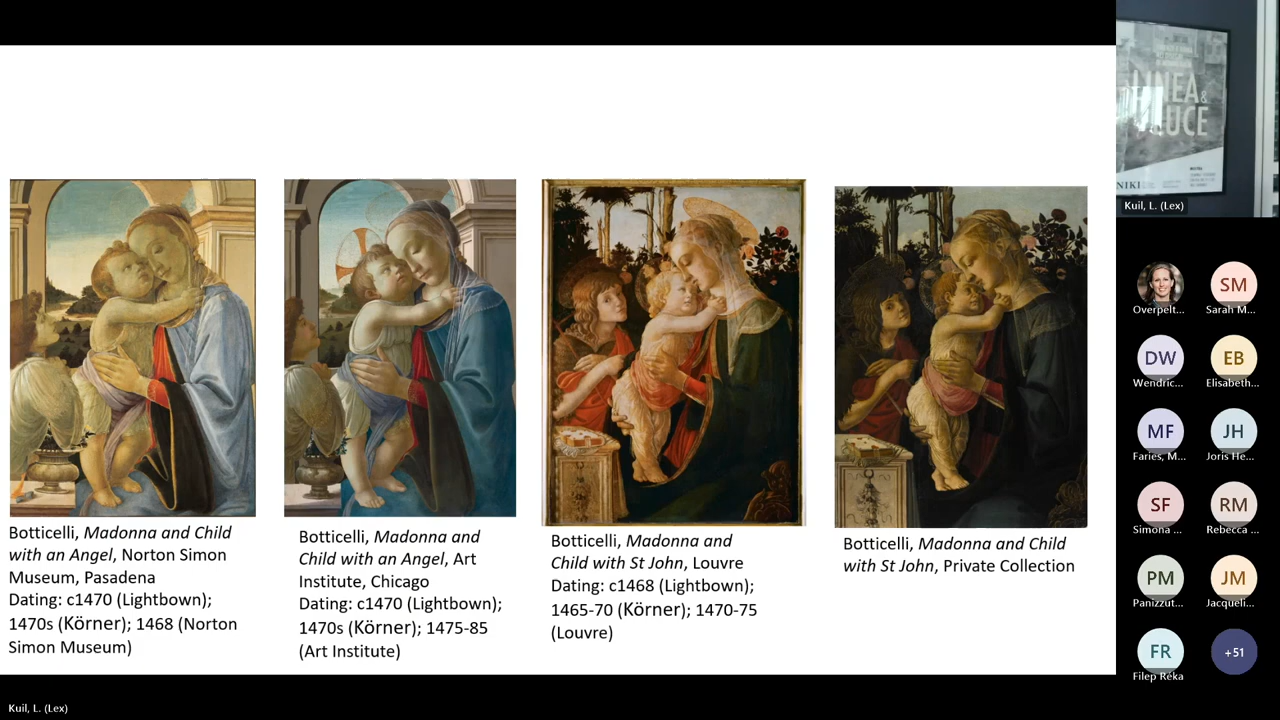 Botticelli, Madonna and Child
with an Angel, Norton Simon
Museum, Pasadena
Dating: c1470 (Lightbown);
1470s (Körner); 1468 (Norton
Simon Museum)
Botticelli, Madonna and
Child with an Angel, Art
Institute, Chicago
Dating: c1470 (Lightbown);
1470s (Körner); 1475-85
(Art Institute)
Botticelli, Madonna and
Child with St John, Louvre
Dating: c1468 (Lightbown);
1465-70 (Körner); 1470-75
(Louvre)
Botticelli, Madonna and Child
with St John, Private Collection
LINEA &
LUCE
NIKI
Kuil, L. (Lex)
Overpelt...
SM
Sarah M...
DW
Wendric...
EB
Elisabeth...
MF
Faries, M...
JH
Joris He...
SF
Simona ...
RM
Rebecca ...
PM
Panizzut...
JM
Jacqueli...
FR
Filep Réka
+51
Kuil, L. (Lex)